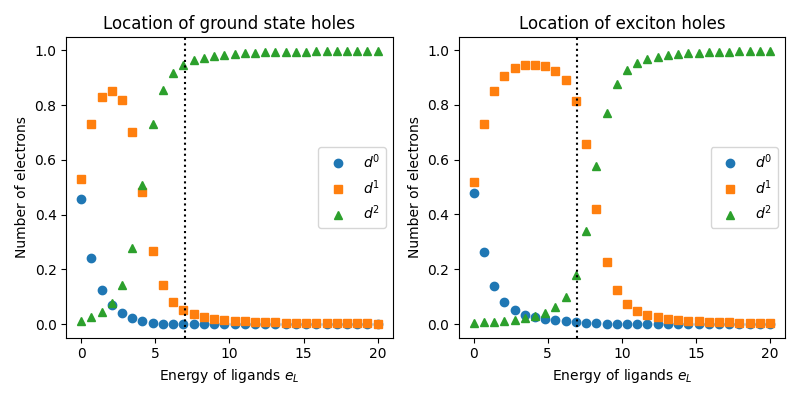 Location of ground state holes
Number of electrons
1.0
0.8
0.6
0.4
0.2
0.0
d⁰
d¹
d²
0 5 10 15 20
Energy of ligands e_L
Location of exciton holes
Number of electrons
1.0
0.8
0.6
0.4
0.2
0.0
d⁰
d¹
d²
0 5 10 15 20
Energy of ligands e_L